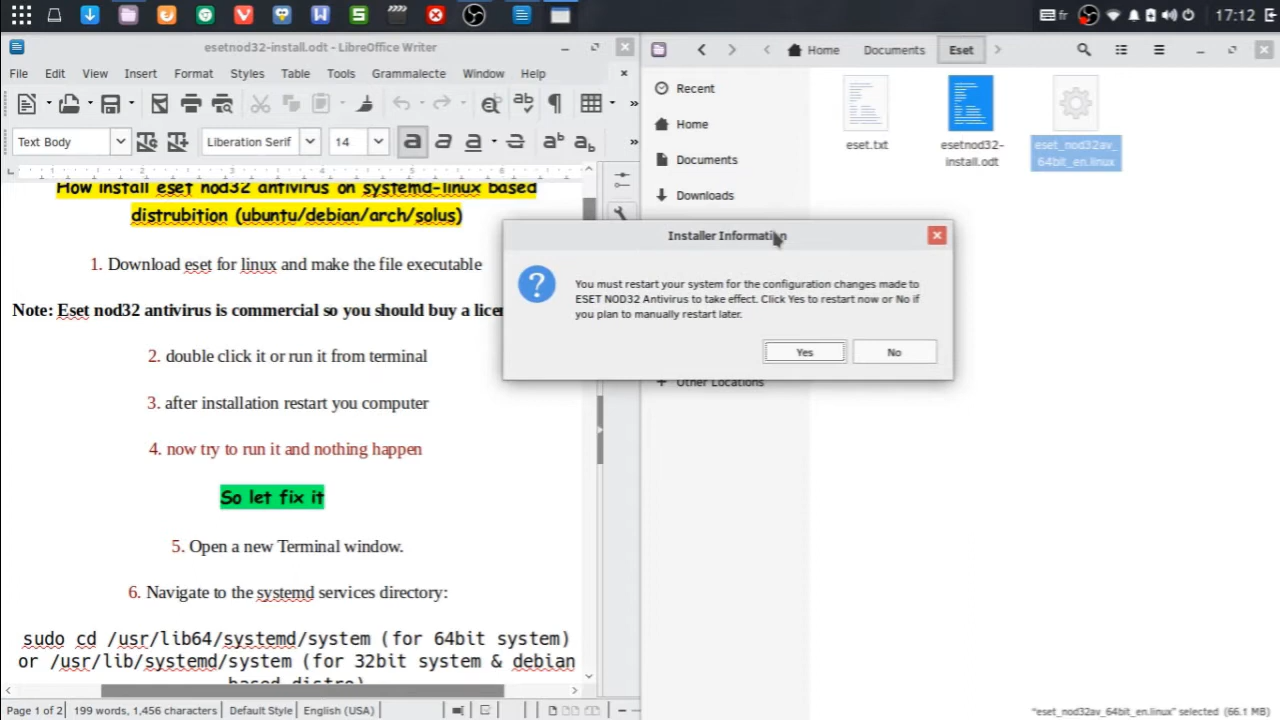 fr
17:12
esetnod32-install.odt - LibreOffice Writer
File Edit View Insert Format Styles Table Tools Grammalecte Window Help
Text Body
Liberation Serif
14
How install eset nod32 antivirus on systemd-linux based
distrubition (ubuntu/debian/arch/solus)
1. Download eset for linux and make the file executable
Note: Eset nod32 antivirus is commercial so you should buy a
2. double click it or run it from terminal
3. after installation restart you computer
4. now try to run it and nothing happen
So let fix it
5. Open a new Terminal window.
6. Navigate to the systemd services directory:
sudo cd /usr/lib64/systemd/system (for 64bit system)
or /usr/lib/systemd/system (for 32bit system & debian
based distro)
Page 1 of 2
199 words, 1,456 characters
Default Style
English (USA)
Home
Documents
Eset
Recent
Home
Documents
Downloads
Other Locations
eset.txt
esetnod32-
install.odt
eset_nod32av_
64bit_en.linux
Installer Information
You must restart your system for the configuration changes made to
ESET NOD32 Antivirus to take effect. Click Yes to restart now or No if
you plan to manually restart later.
Yes
No
"eset_nod32av_64bit_en.linux" selected (66.1 MB)